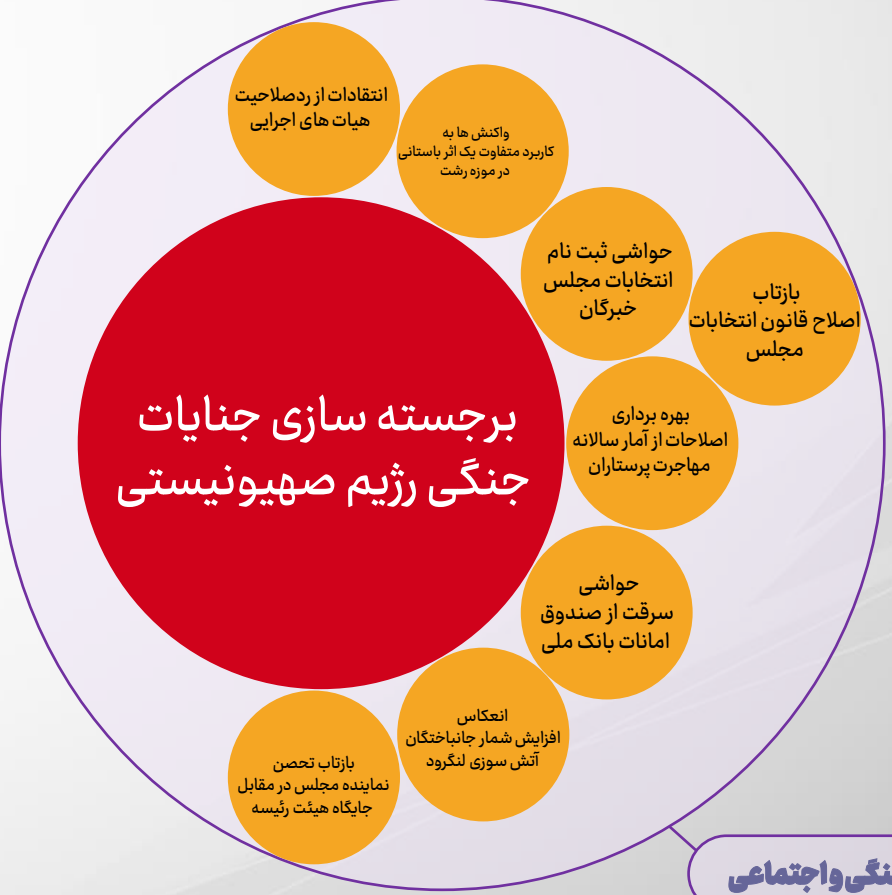 انتقادات از ردصلاحیت
هیات های اجرایی
واکنش ها به
کاربرد متفاوت یک اثر باستانی
در موزه رشت
حواشی ثبت نام
انتخابات مجلس
خبرگان
بازتاب
اصلاح قانون انتخابات
مجلس
برجسته سازی جنایات
جنگی رژیم صهیونیستی
بهره برداری
اصلاحات از آمار سالانه
مهاجرت پرستاران
حواشی
سرقت از صندوق
امانات بانک ملی
انعکاس
افزایش شمار جانباختگان
آتش سوزی لنگرود
بازتاب تحصن
نماینده مجلس در مقابل
جایگاه هیئت رئیسه
واجتماعی